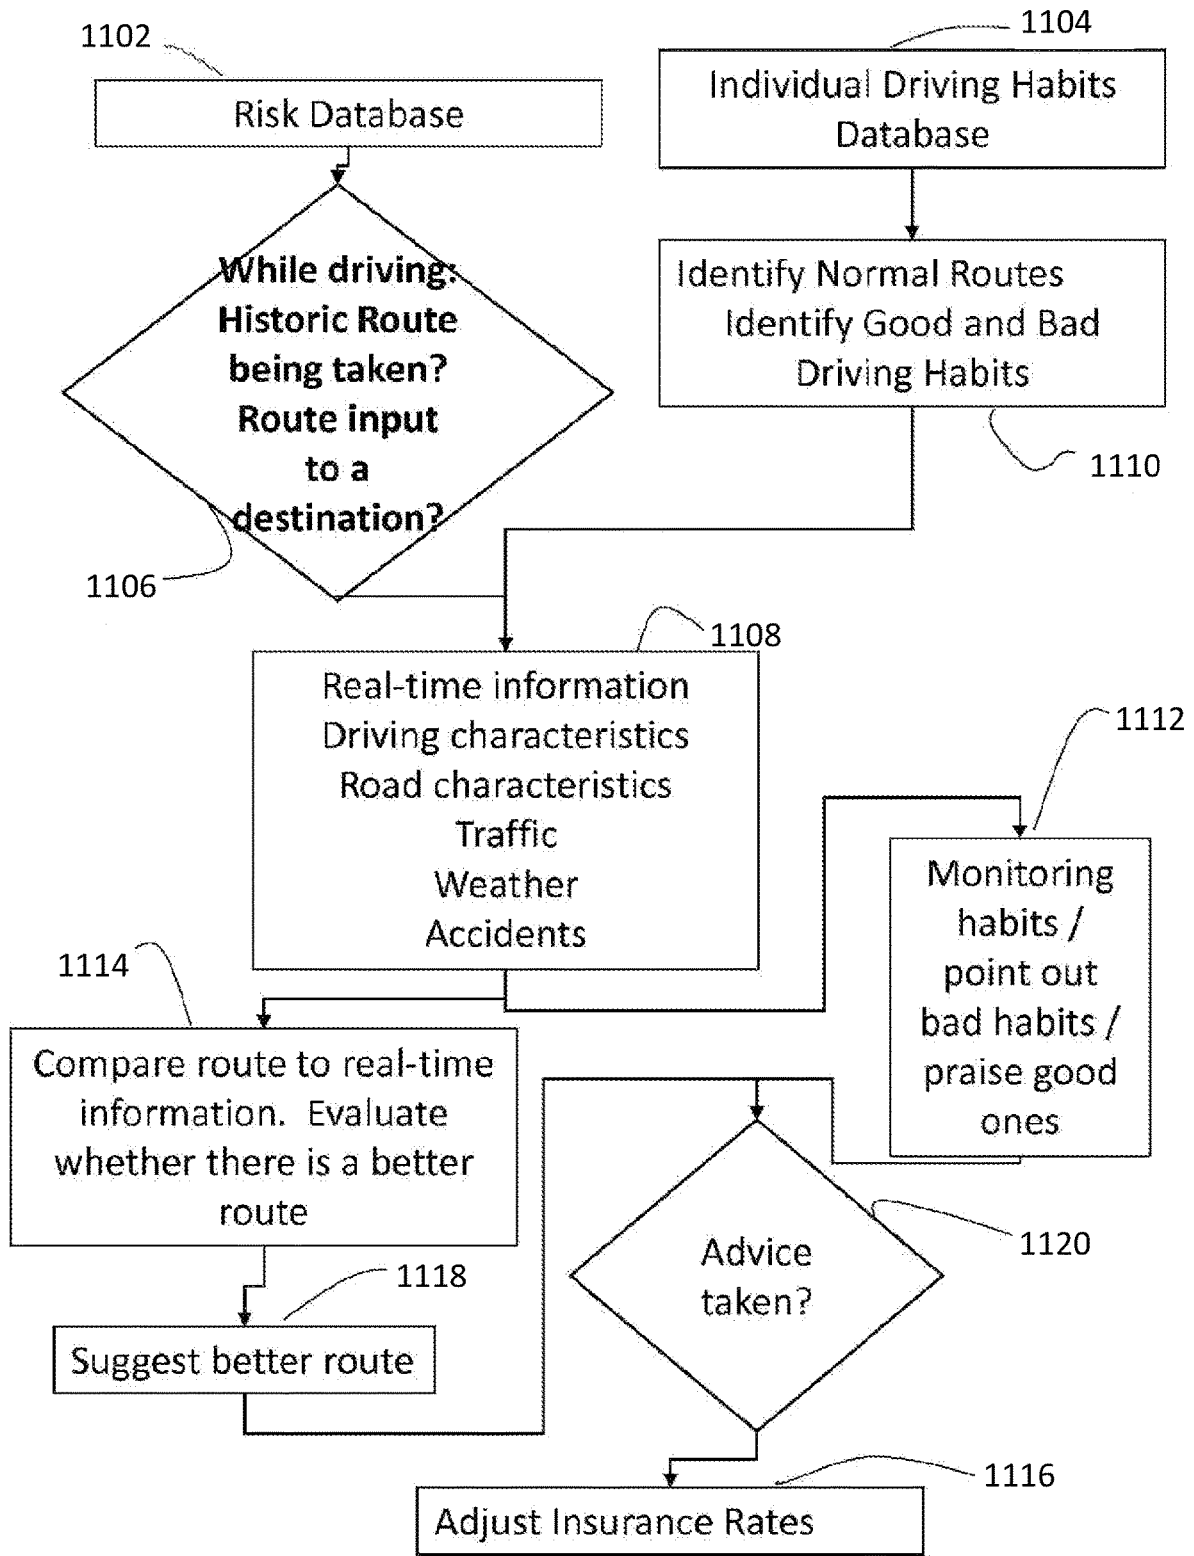 1102
Risk Database
1104
Individual Driving Habits
Database
While driving:
Historic Route
being taken?
Route input
to a
destination?
1106
Identify Normal Routes
Identify Good and Bad
Driving Habits
1110
1108
Real-time information
Driving characteristics
Road characteristics
Traffic
Weather
Accidents
1112
Monitoring
habits /
point out
bad habits /
praise good
ones
1114
Compare route to real-time
information. Evaluate
whether there is a better
route
1118
Suggest better route
1120
Advice
taken?
1116
Adjust Insurance Rates